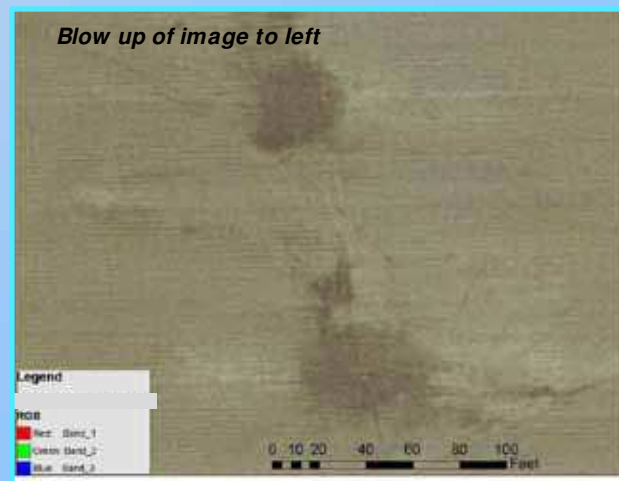 Blow up of image to left
Legend
RGB
Red: Band_1
Green: Band_2
Blue: Band_3
0 10 20 40 60 80 100
Feet